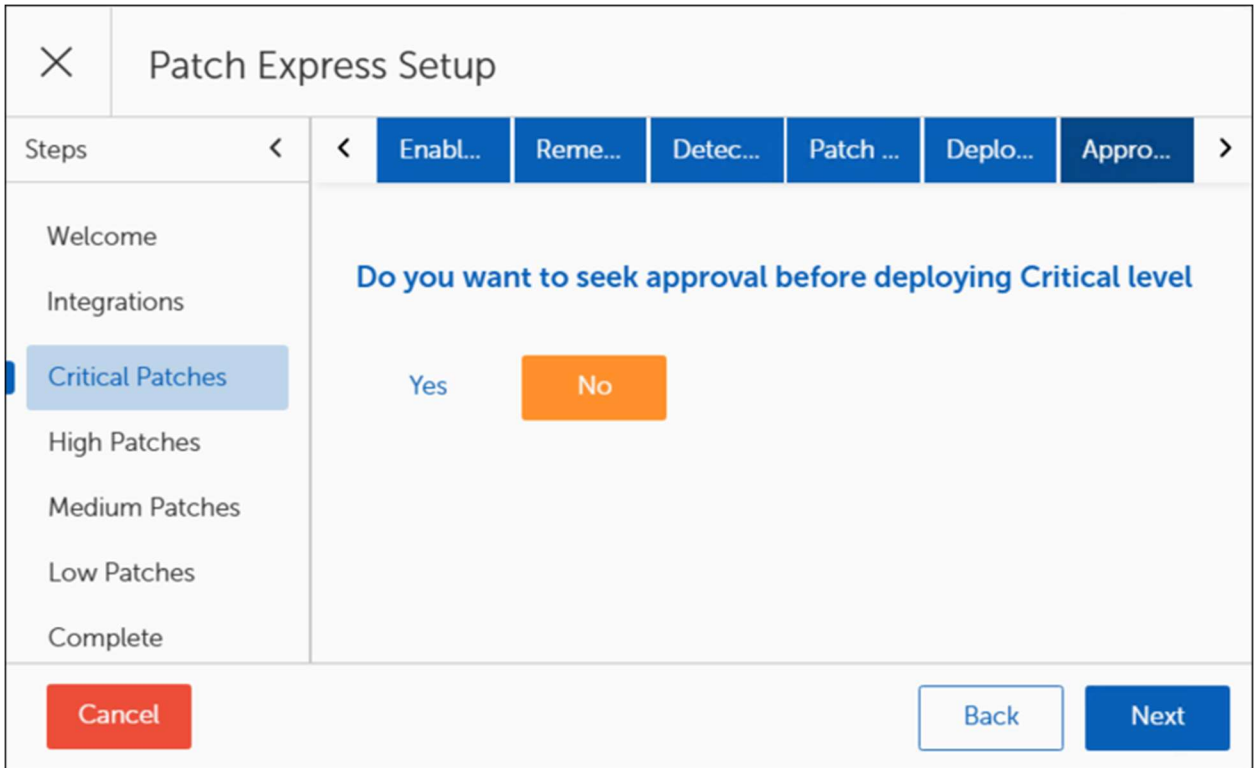 Patch Express Setup
Steps
Enabl...
Reme...
Detec...
Patch ...
Deplo...
Appro...
Welcome
Integrations
Critical Patches
High Patches
Medium Patches
Low Patches
Complete
Do you want to seek approval before deploying Critical level
Yes
No
Cancel
Back
Next